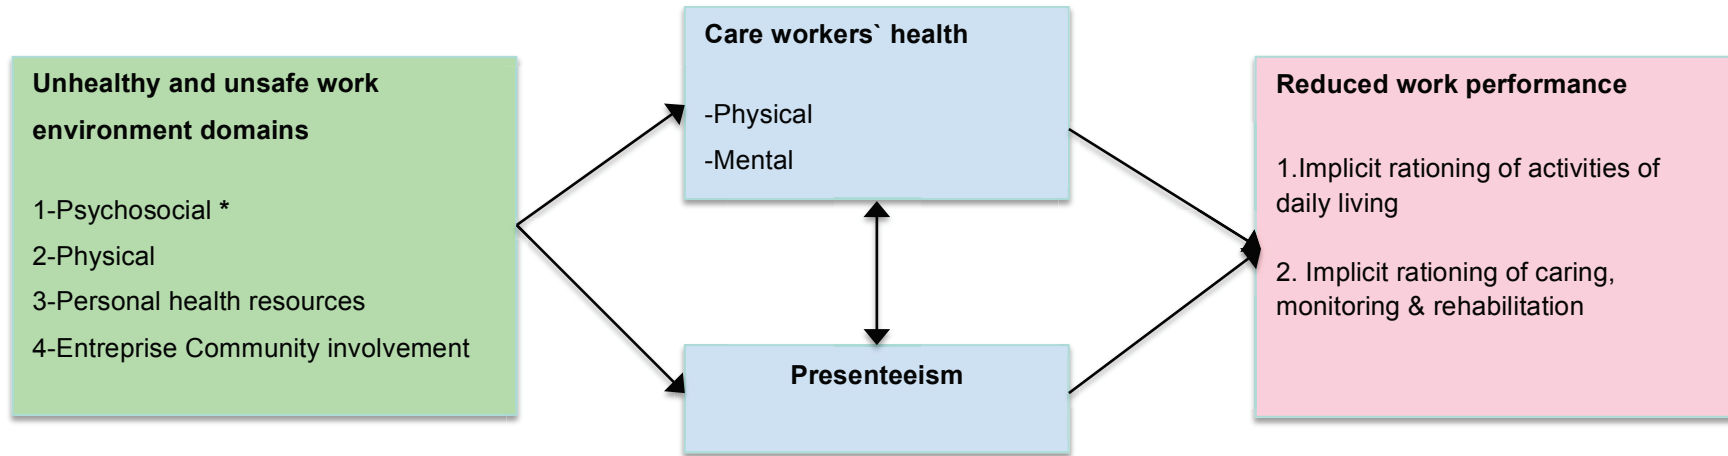 Unhealthy and unsafe work
environment domains
1-Psychosocial *
2-Physical
3-Personal health resources
4-Entreprise Community involvement
Care workers` health
-Physical
-Mental
Presenteeism
Reduced work performance
1.Implicit rationing of activities of
daily living
2. Implicit rationing of caring,
monitoring & rehabilitation